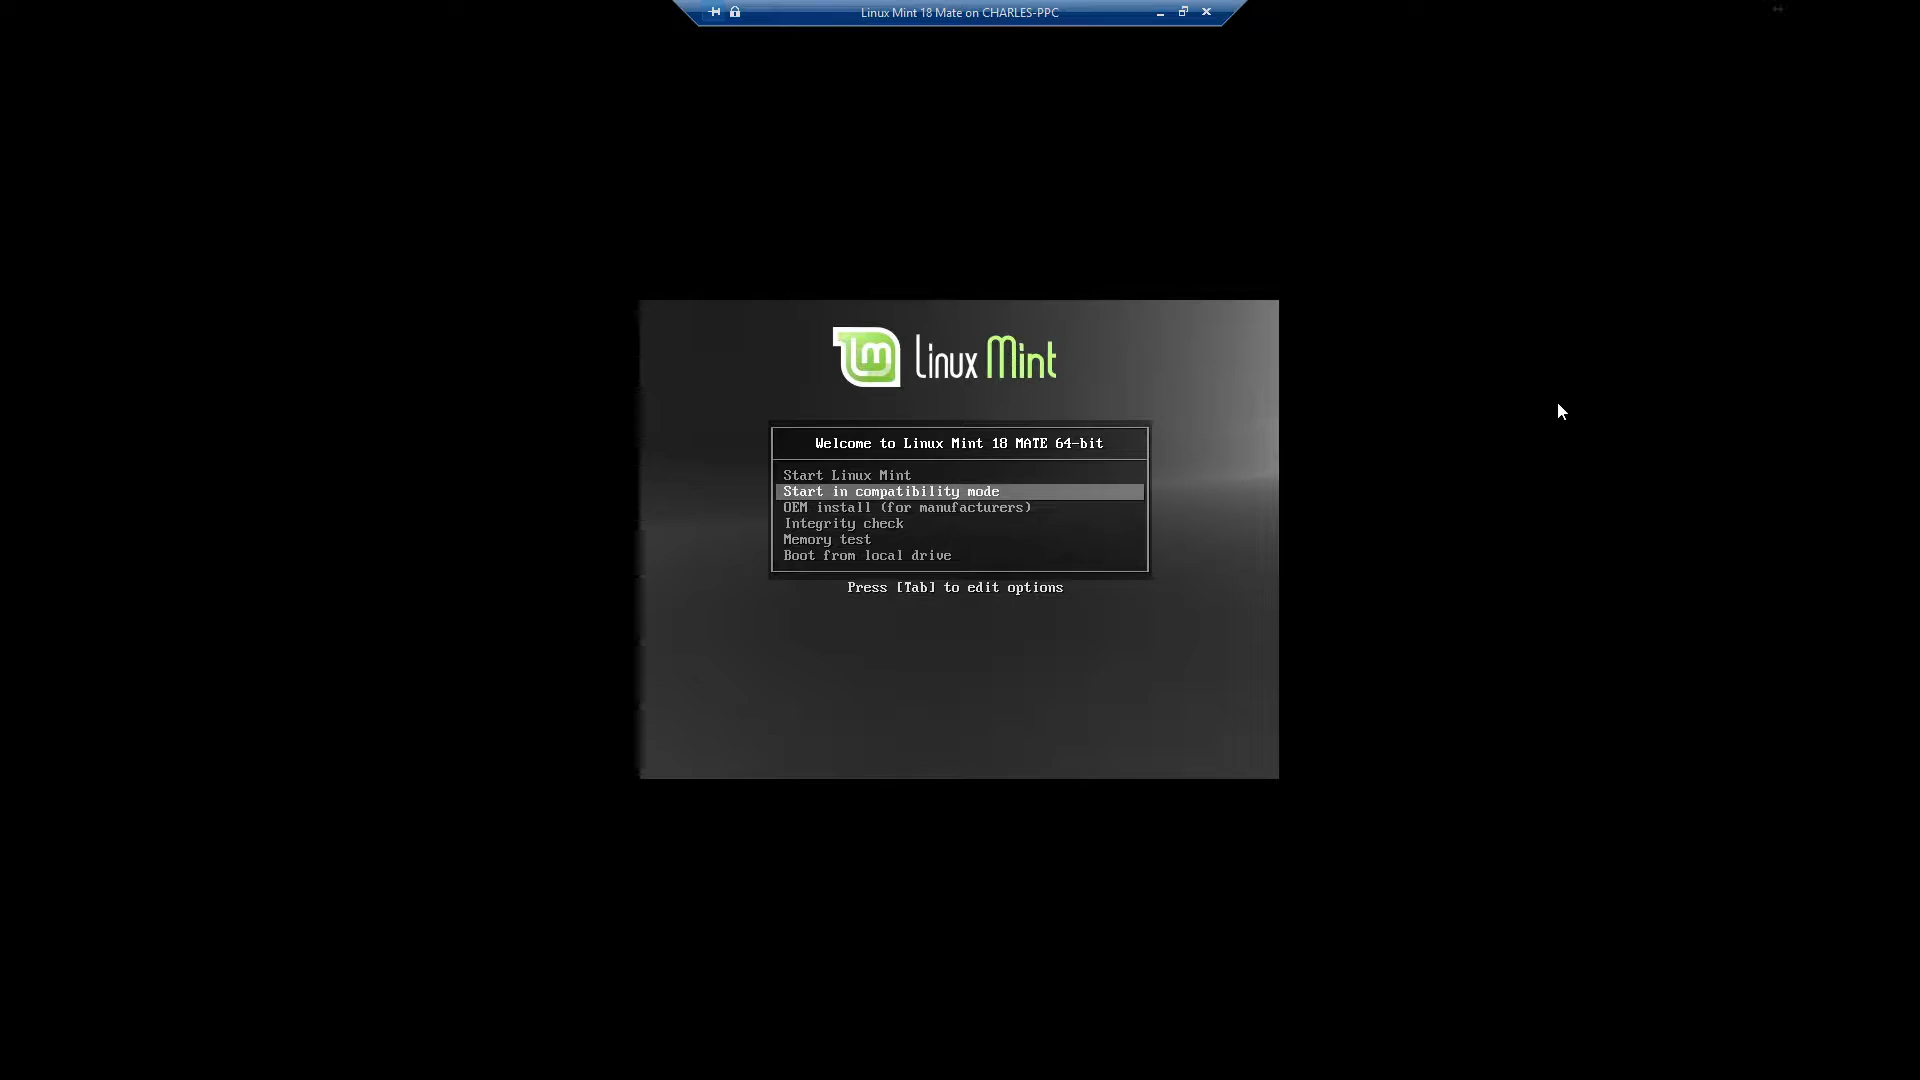 Linux Mint 18 Mate on CHARLES-PPC
Linux Mint
Welcome to Linux Mint 18 MATE 64-bit
Start Linux Mint
Start in compatibility mode
OEM install (for manufacturers)
Integrity check
Memory test
Boot from local drive
Press [Tab] to edit options